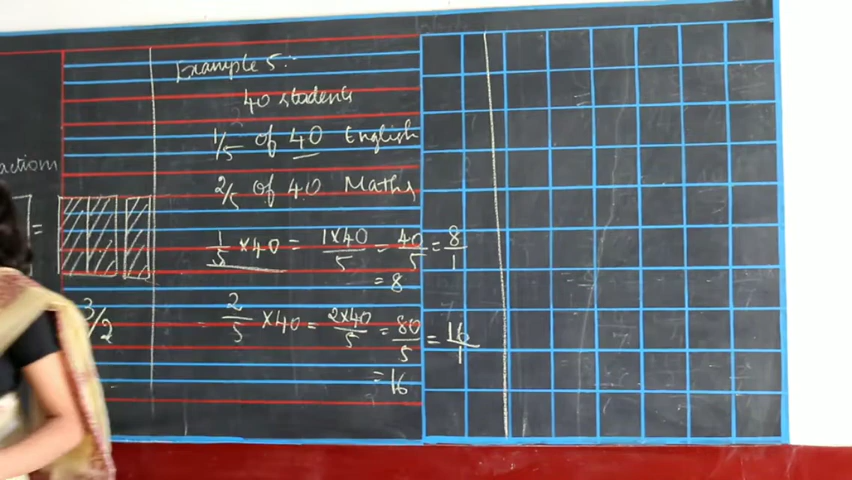 actions
=
3/2
Example 5:-
40 students
1/5 of 40 English
2/5 of 40 Maths
1/5 ×40 = 1×40/5 = 40/5 = 8/1
= 8
2/5 ×40 = 2×40/5 = 80/5 = 16/1
= 16